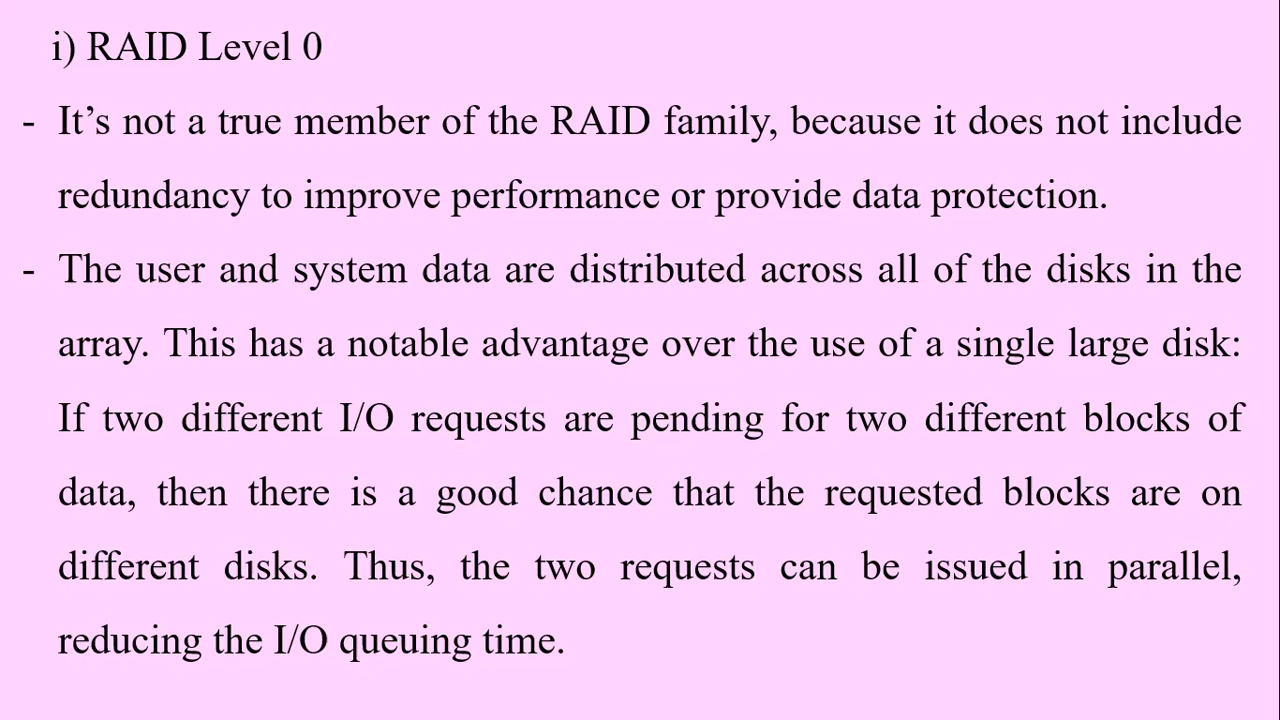 i) RAID Level 0
- It’s not a true member of the RAID family, because it does not include
redundancy to improve performance or provide data protection.
- The user and system data are distributed across all of the disks in the
array. This has a notable advantage over the use of a single large disk:
If two different I/O requests are pending for two different blocks of
data, then there is a good chance that the requested blocks are on
different disks. Thus, the two requests can be issued in parallel,
reducing the I/O queuing time.